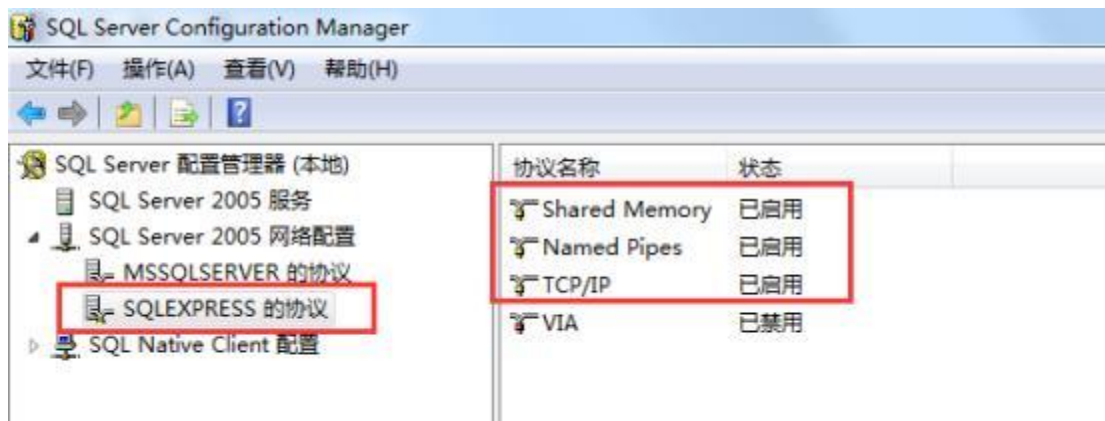 SQL Server Configuration Manager
文件(F) 操作(A) 查看(V) 帮助(H)
SQL Server 配置管理器 (本地)
SQL Server 2005 服务
SQL Server 2005 网络配置
MSSQLSERVER 的协议
SQLEXPRESS 的协议
SQL Native Client 配置
协议名称 状态
Shared Memory 已启用
Named Pipes 已启用
TCP/IP 已启用
VIA 已禁用